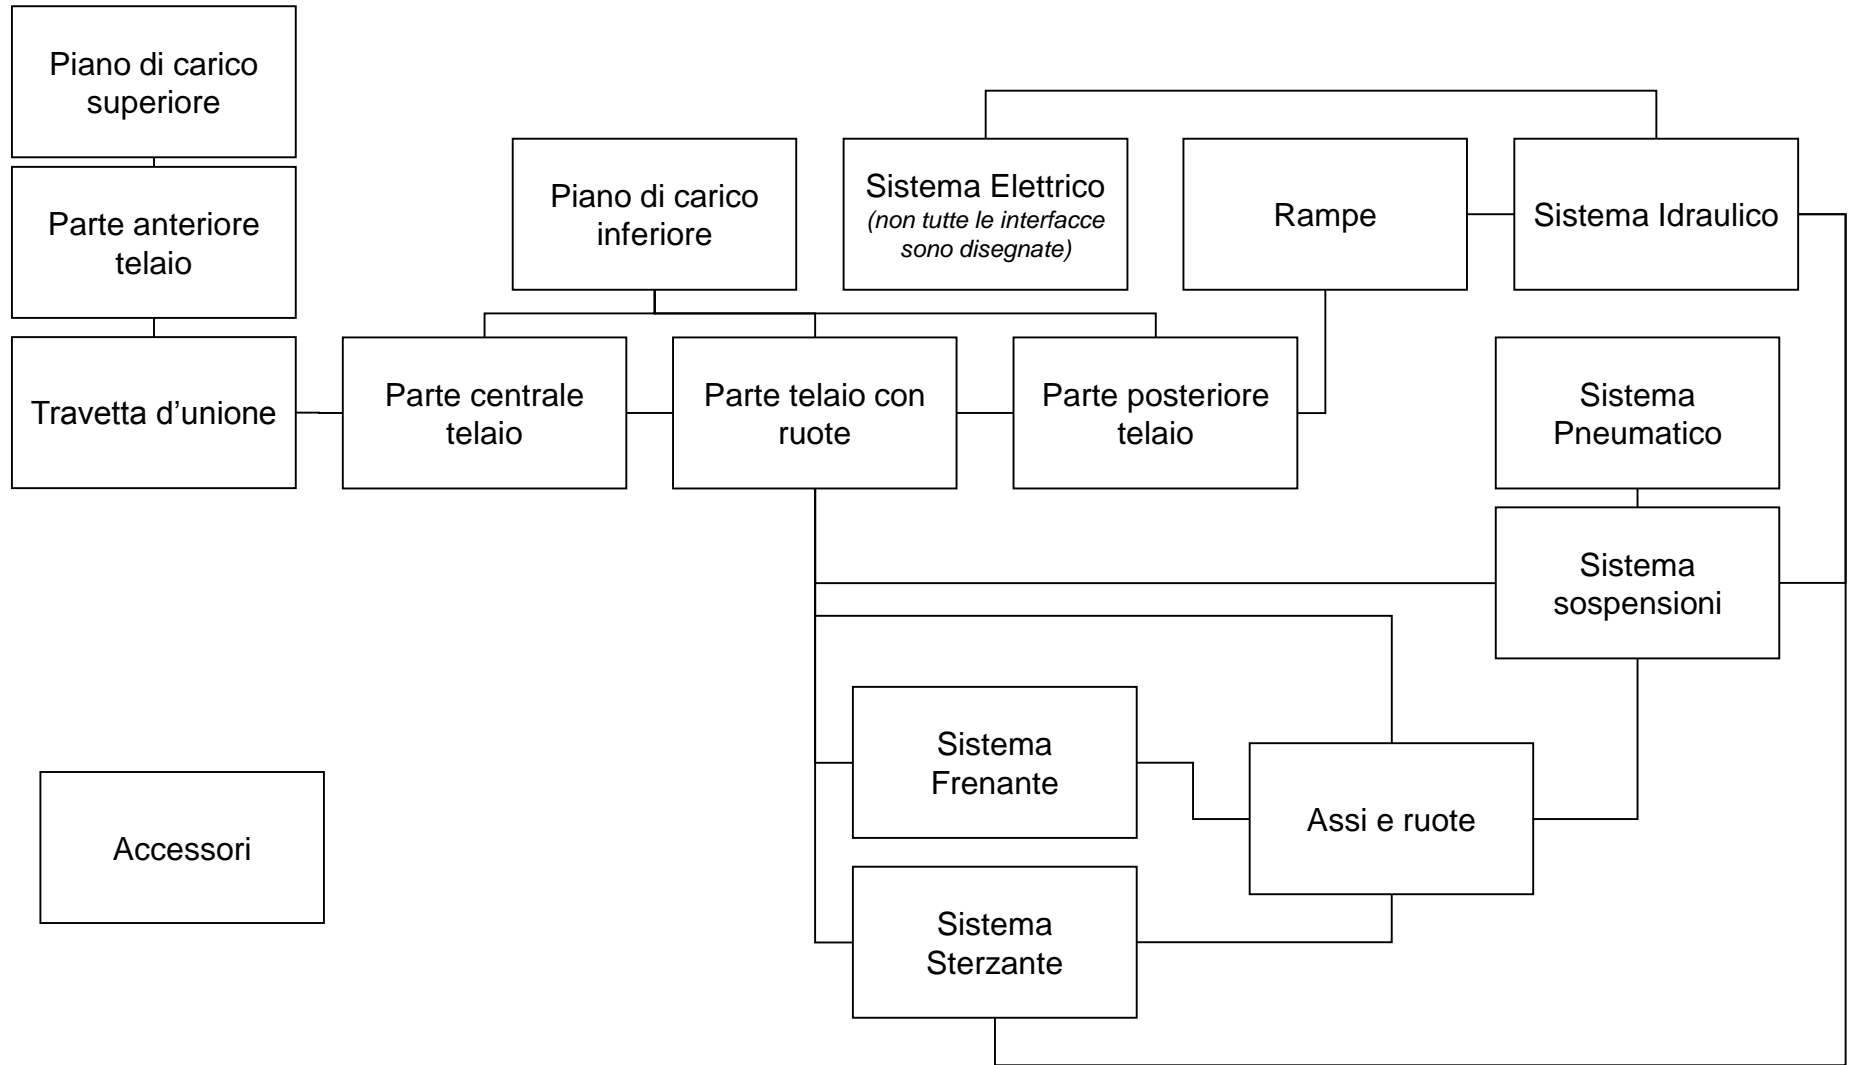 Piano di carico
superiore
Parte anteriore
telaio
Travetta d’unione
Piano di carico
inferiore
Sistema Elettrico
(non tutte le interfacce
sono disegnate)
Rampe
Sistema Idraulico
Parte centrale
telaio
Parte telaio con
ruote
Parte posteriore
telaio
Sistema
Pneumatico
Sistema
sospensioni
Sistema
Frenante
Assi e ruote
Accessori
Sistema
Sterzante